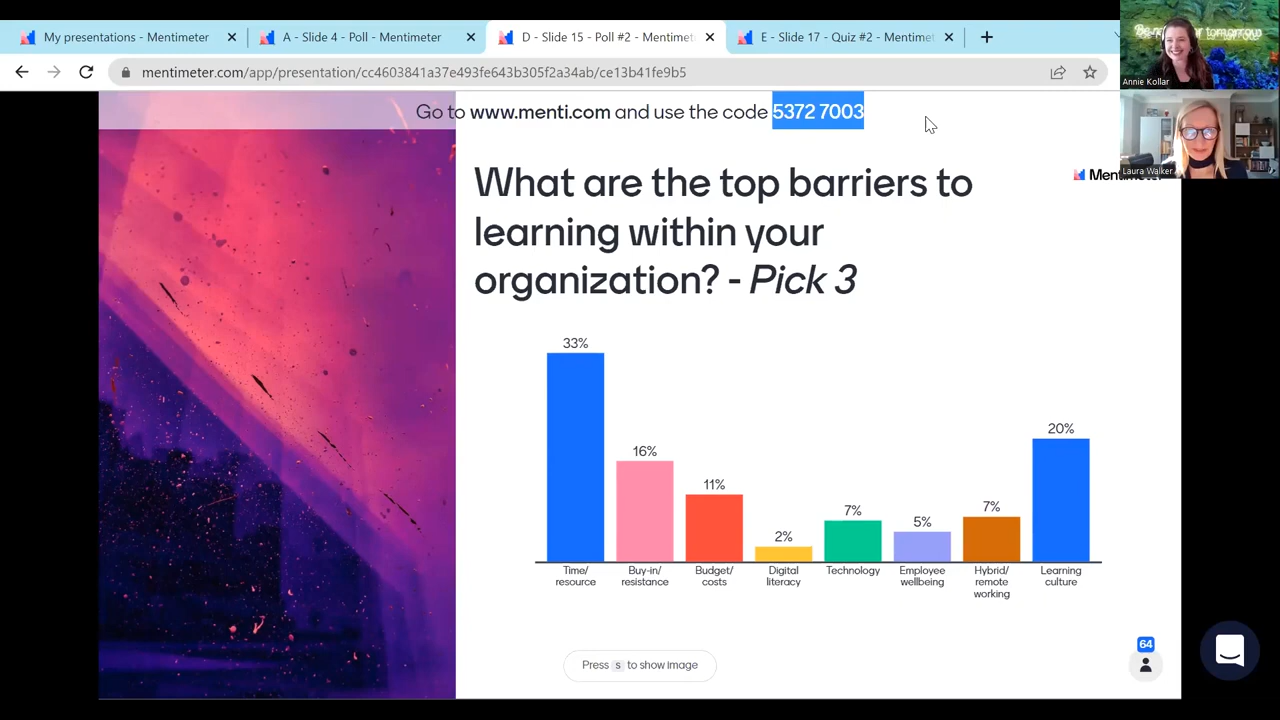 My presentations - Mentimeter
A - Slide 4 - Poll - Mentimeter
D - Slide 15 - Poll #2 - Mentimet
E - Slide 17 - Quiz #2 - Mentimet
mentimeter.com/app/presentation/cc4603841a37e493fe643b305f2a34ab/ce13b41fe9b5
Annie Kollar
Laura Walker
Go to www.menti.com and use the code 5372 7003
What are the top barriers to
learning within your
organization? - Pick 3
33%
16%
11%
2%
7%
5%
7%
20%
Time/
resource
Buy-in/
resistance
Budget/
costs
Digital
literacy
Technology
Employee
wellbeing
Hybrid/
remote
working
Learning
culture
Press s to show image
64